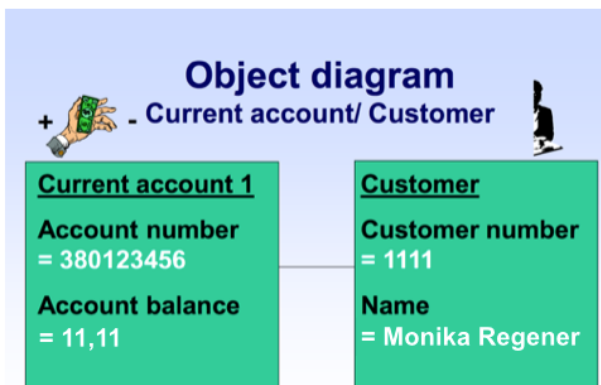 Object diagram
+ - Current account/ Customer
Current account 1
Account number
= 380123456
Account balance
= 11,11
Customer
Customer number
= 1111
Name
= Monika Regener